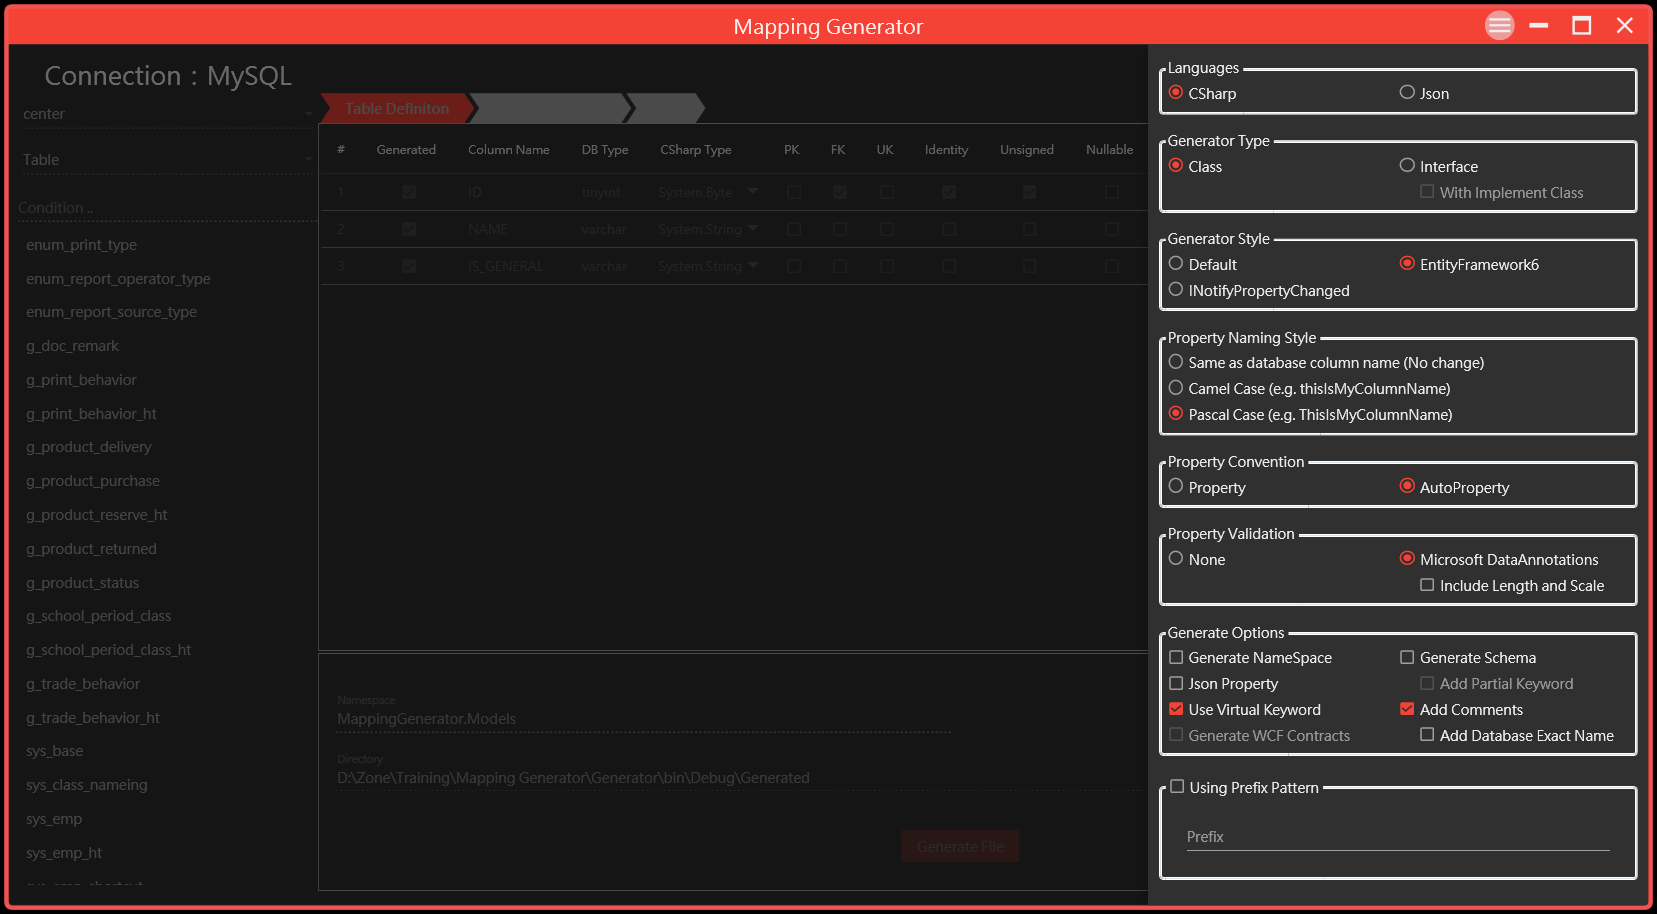 Mapping Generator
Connection : MySQL
center
Table
Condition ..
enum_print_type
enum_report_operator_type
enum_report_source_type
g_doc_remark
g_print_behavior
g_print_behavior_ht
g_product_delivery
g_product_purchase
g_product_reserve_ht
g_product_returned
g_product_status
g_school_period_class
g_school_period_class_ht
g_trade_behavior
g_trade_behavior_ht
sys_base
sys_class_nameing
sys_emp
sys_emp_ht
Table Definiton
# Generated Column Name DB Type CSharp Type PK FK UK Identity Unsigned Nullable
1 ID tinyint System.Byte
2 NAME varchar System.String
3 IS_GENERAL varchar System.String
Namespace
MappingGenerator.Models
Directory
D:\Zone\Training\Mapping Generator\Generator\bin\Debug\Generated
Generate File
Languages
CSharp Json
Generator Type
Class Interface
With Implement Class
Generator Style
Default EntityFramework6
INotifyPropertyChanged
Property Naming Style
Same as database column name (No change)
Camel Case (e.g. thisIsMyColumnName)
Pascal Case (e.g. ThisIsMyColumnName)
Property Convention
Property AutoProperty
Property Validation
None Microsoft DataAnnotations
Include Length and Scale
Generate Options
Generate NameSpace Generate Schema
Json Property Add Partial Keyword
Use Virtual Keyword Add Comments
Generate WCF Contracts Add Database Exact Name
Using Prefix Pattern
Prefix